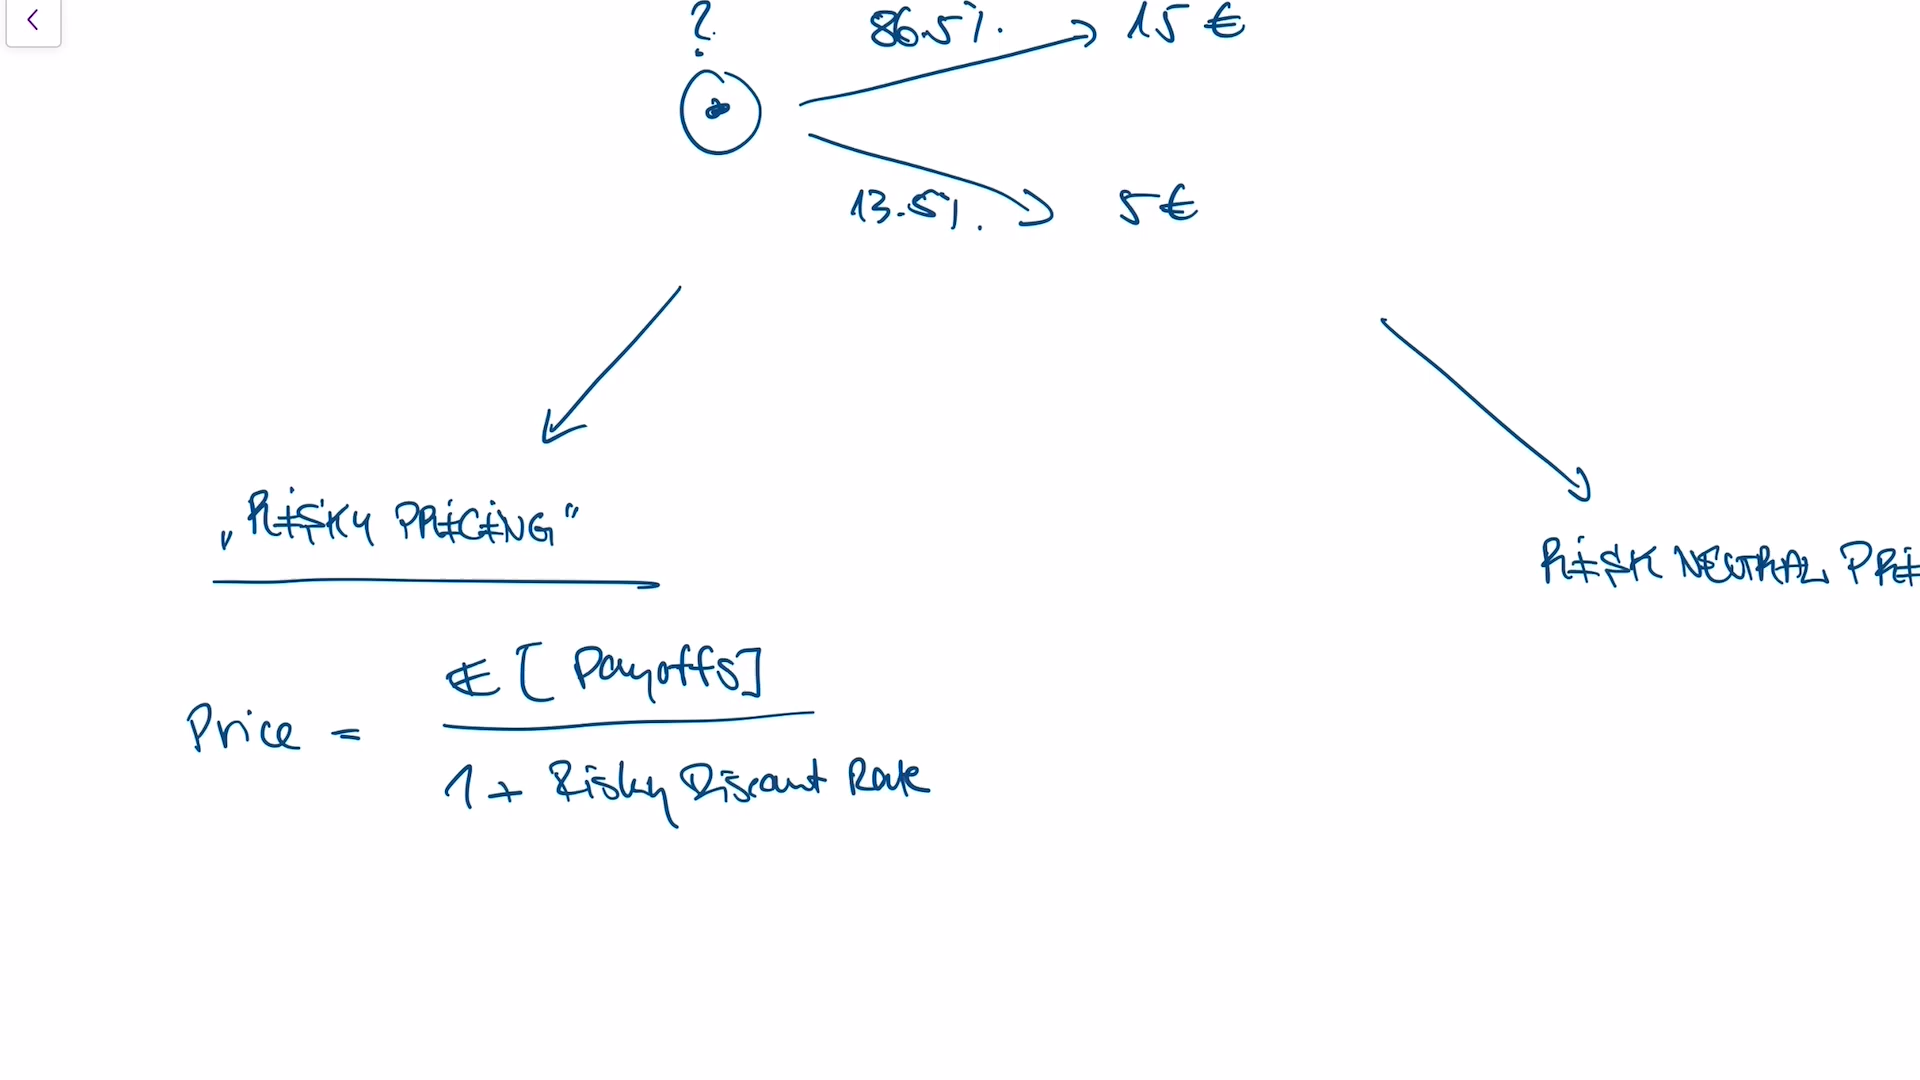 ?
86.5%. 15 €
13.5%. 5€
„RISKY PRICING"
RISK NEUTRAL PRI
E [ Payoffs]
Price =
1 + Risky Discount Rate